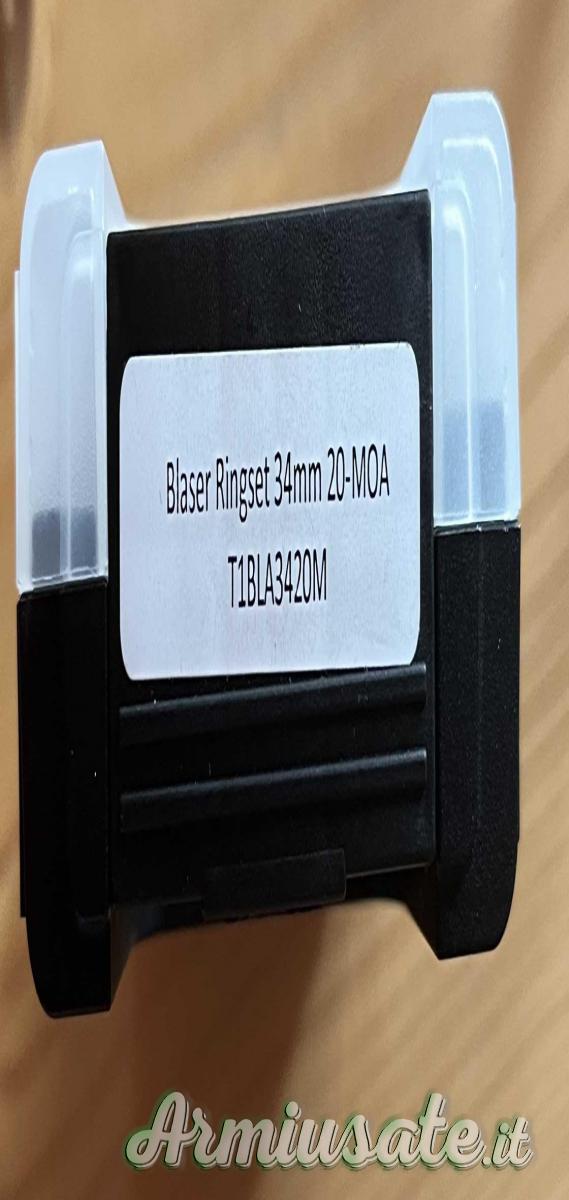 Blaser Ringset 34mm 20-MOA
T1BLA3420M
Armiusate.it